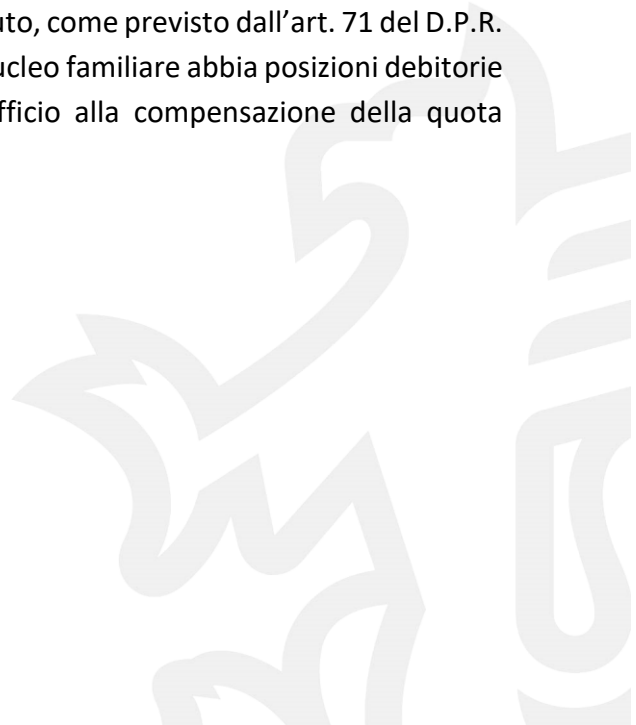 uto, come previsto dall’art. 71 del D.P.R.
ucleo familiare abbia posizioni debitorie
fficio alla compensazione della quota